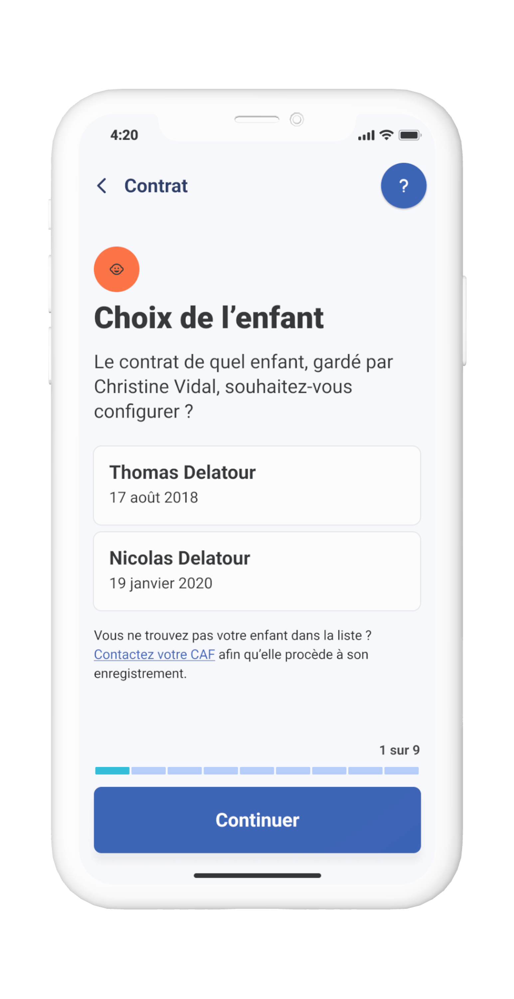 4:20
Contrat
?
Choix de l’enfant
Le contrat de quel enfant, gardé par
Christine Vidal, souhaitez-vous
configurer ?
Thomas Delatour
17 août 2018
Nicolas Delatour
19 janvier 2020
Vous ne trouvez pas votre enfant dans la liste ?
Contactez votre CAF afin qu’elle procède à son
enregistrement.
1 sur 9
Continuer